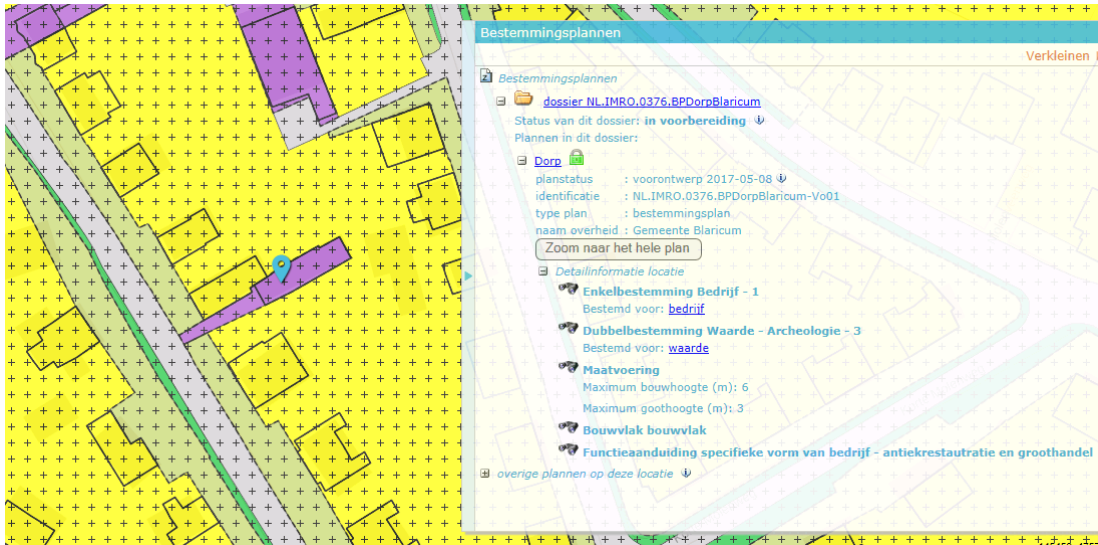 Bestemmingsplannen
Verkleinen
Bestemmingsplannen
dossier NL.IMRO.0376.BPDorpBlaricum
Status van dit dossier: in voorbereiding
Plannen in dit dossier:
Dorp
planstatus : voorontwerp 2017-05-08
identificatie : NL.IMRO.0376.BPDorpBlaricum-Vo01
type plan : bestemmingsplan
naam overheid : Gemeente Blaricum
Zoom naar het hele plan
Detailinformatie locatie
Enkelbestemming Bedrijf - 1
Bestemd voor: bedrijf
Dubbelbestemming Waarde - Archeologie - 3
Bestemd voor: waarde
Maatvoering
Maximum bouwhoogte (m): 6
Maximum goothoogte (m): 3
Bouwvlak bouwvlak
Functieaanduiding specifieke vorm van bedrijf - antiekrestautratie en groothandel
overige plannen op deze locatie